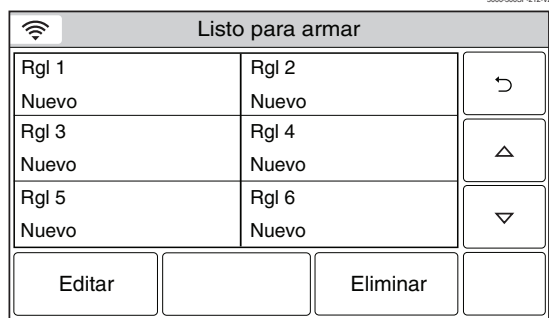 Listo para armar
Rgl 1
Nuevo
Rgl 2
Nuevo
Rgl 3
Nuevo
Rgl 4
Nuevo
Rgl 5
Nuevo
Rgl 6
Nuevo
Editar
Eliminar